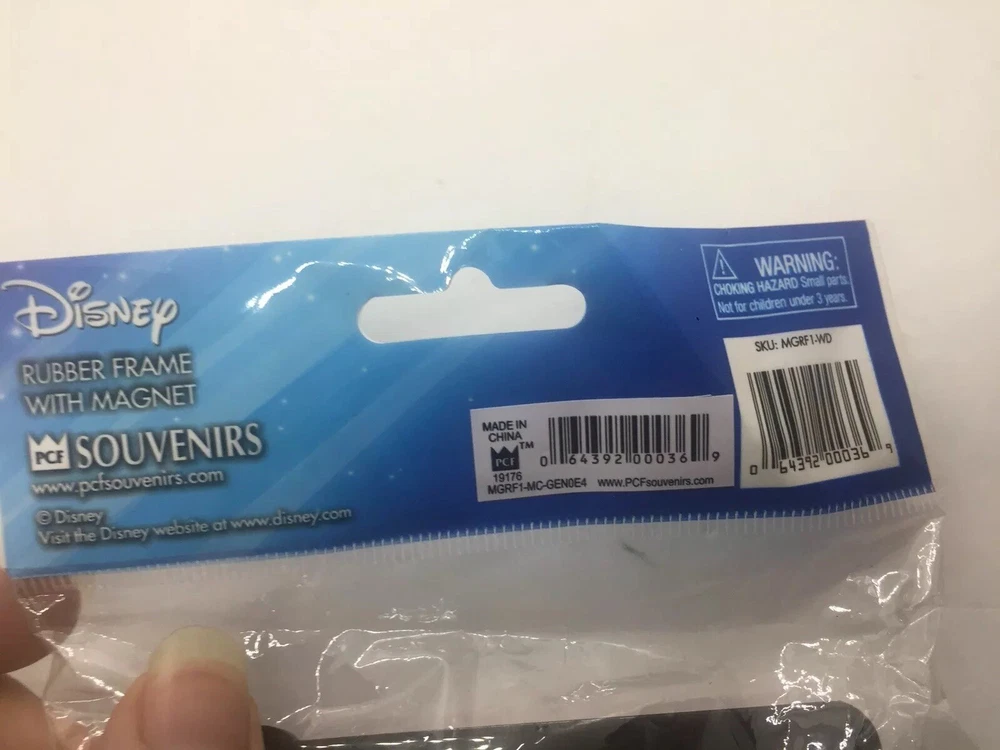 Disney
RUBBER FRAME
WITH MAGNET
PCF SOUVENIRS
www.pcfsouvenirs.com
© Disney
Visit the Disney website at www.disney.com
MADE IN
CHINA
PCF™
19176
MGRF1-MC-GEN0E4
0 64392 00036 9
www.PCFsouvenirs.com
WARNING:
CHOKING HAZARD Small parts.
Not for children under 3 years.
SKU: MGRF1-WD
0 64392 00036 9